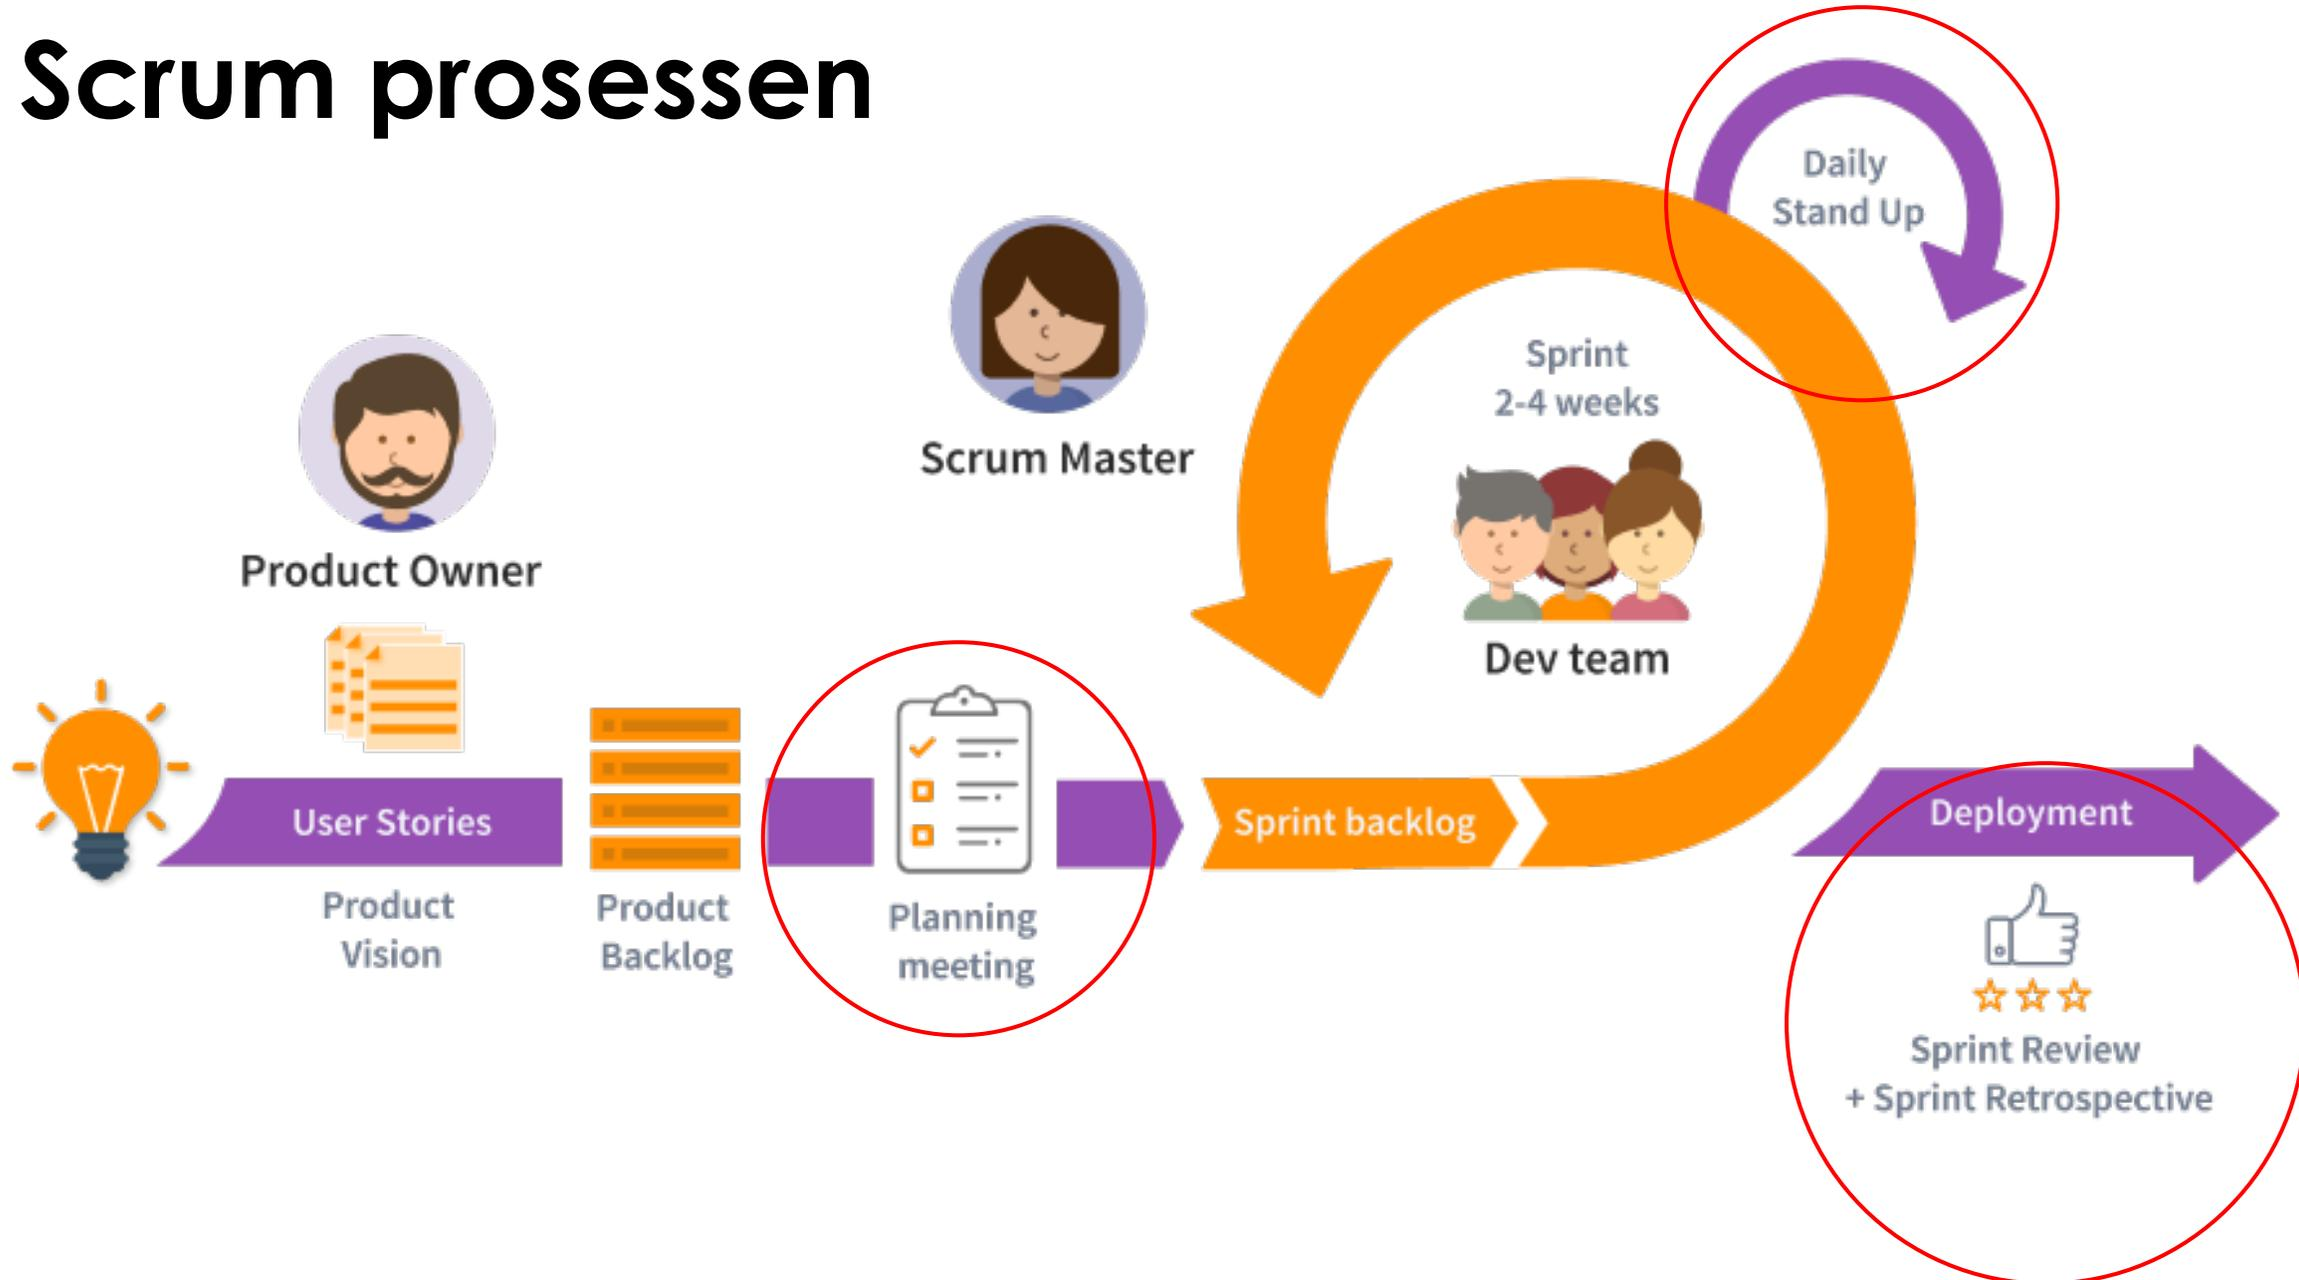 Scrum prosessen
Daily
Stand Up
Sprint
2-4 weeks
Scrum Master
Product Owner
Dev team
User Stories
Sprint backlog
Deployment
Product
Vision
Product
Backlog
Planning
meeting
Sprint Review
+ Sprint Retrospective